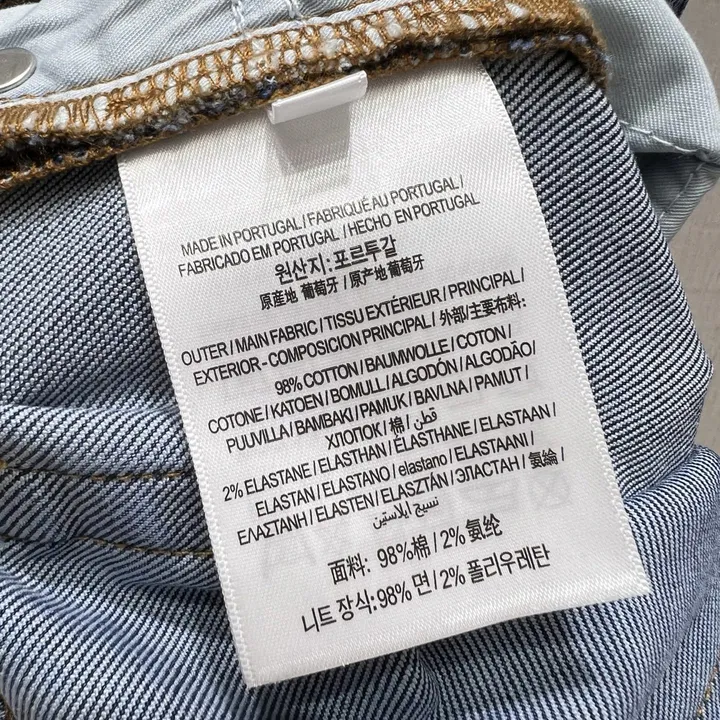 MADE IN PORTUGAL / FABRIQUÉ AU PORTUGAL /
FABRICADO EM PORTUGAL / HECHO EN PORTUGAL
원산지: 포르투갈
原産地 葡萄牙 / 原产地 葡萄牙
OUTER / MAIN FABRIC / TISSU EXTÉRIEUR / PRINCIPAL /
EXTERIOR - COMPOSICION PRINCIPAL / 外部/主要布料:
98% COTTON / BAUMWOLLE / COTON /
COTONE / KATOEN / BOMULL / ALGODÓN / ALGODÃO/
PUUVILLA / BAMBAKI / PAMUK / BAVLNA / PAMUT /
ХЛОПОК / 棉/ قطن /
2% ELASTANE / ELASTHAN / ÉLASTHANE / ELASTAAN /
ELASTAN / ELASTANO / elastano / ELASTAANI /
ΕΛΑΣΤΑΝΗ / ELASTEN / ELASZTÁN / ЭЛАСТАН / 氨綸/
نسيج ايلاستين
面料: 98%棉 / 2% 氨纶
니트 장식:98% 면 / 2% 폴리우레탄